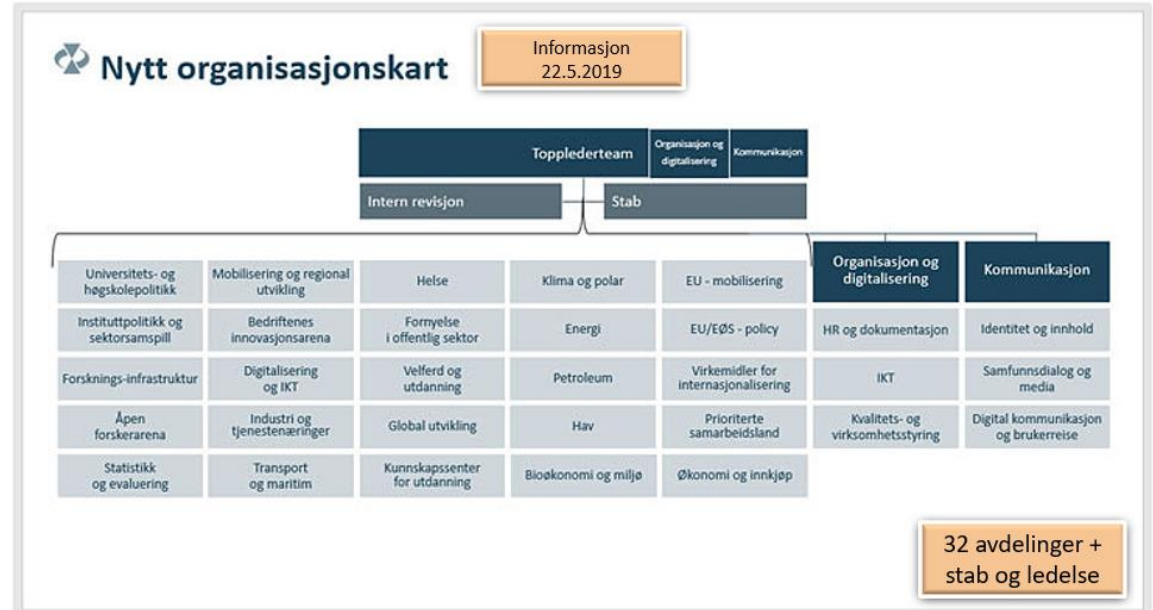 Nytt organisasjonskart
Informasjon
22.5.2019
Topplederteam
Organisasjon og
digitalisering
Kommunikasjon
Intern revisjon
Stab
Universitets- og
høgskolepolitikk
Mobilisering og regional
utvikling
Helse
Klima og polar
EU - mobilisering
Organisasjon og
digitalisering
Kommunikasjon
Instituttpolitikk og
sektorsamspill
Bedriftenes
innovasjonsarena
Fornyelse
i offentlig sektor
Energi
EU/EØS - policy
HR og dokumentasjon
Identitet og innhold
Forsknings-infrastruktur
Digitalisering
og IKT
Velferd og
utdanning
Petroleum
Virkemidler for
internasjonalisering
IKT
Samfunnsdialog og
media
Åpen
forskerarena
Industri og
tjenestenæringer
Global utvikling
Hav
Prioriterte
samarbeidsland
Kvalitets- og
virksomhetsstyring
Digital kommunikasjon
og brukerreise
Statistikk
og evaluering
Transport
og maritim
Kunnskapssenter
for utdanning
Bioøkonomi og miljø
Økonomi og innkjøp
32 avdelinger +
stab og ledelse